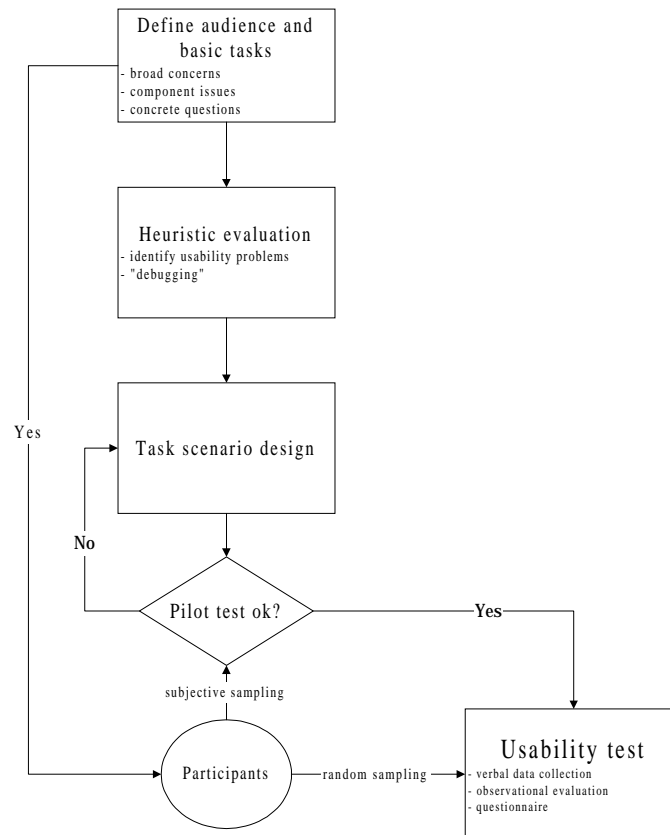 Define audience and
basic tasks
- broad concerns
- component issues
- concrete questions
Heuristic evaluation
- identify usability problems
- "debugging"
Task scenario design
Yes
No
Pilot test ok?
Yes
subjective sampling
Participants
random sampling
Usability test
- verbal data collection
- observational evaluation
- questionnaire